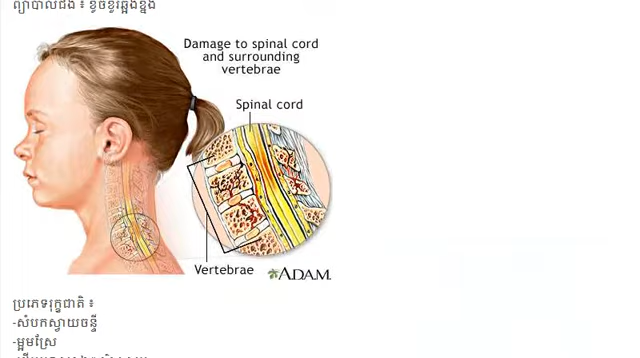 ព្យាបាលជំងឺ ៖ ខូចខួរឆ្អឹងខ្នង
Damage to spinal cord
and surrounding
vertebrae
Spinal cord
Vertebrae
ADAM.
ប្រភេទរុក្ខជាតិ ៖
-សំបកស្វាយចន្ទី
-ម្អមស្រែ